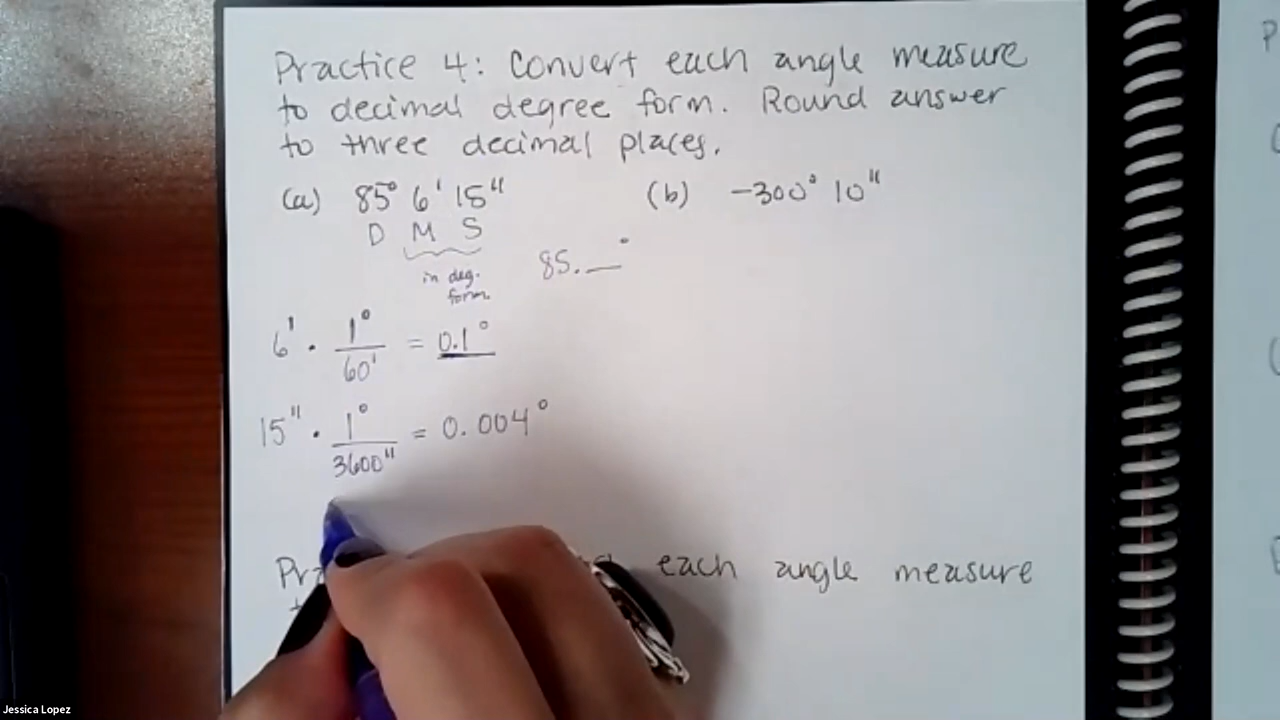 Practice 4: Convert each angle measure
to decimal degree form. Round answer
to three decimal places.
(a) 85° 6' 15" (b) -300° 10"
D M S
85.__°
in deg.
form.
6' · 1°/60' = 0.1°
15" · 1°/3600" = 0.004°
each angle measure
Jessica Lopez